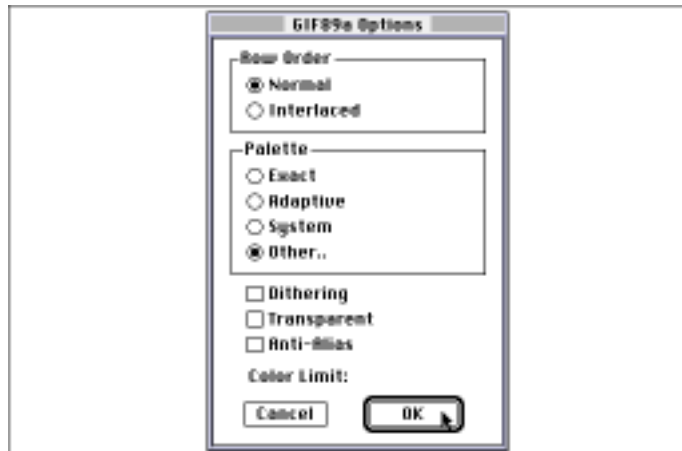 GIF89a Options
Row Order
Normal
Interlaced
Palette
Exact
Adaptive
System
Other..
Dithering
Transparent
Anti-Alias
Color Limit:
Cancel
OK